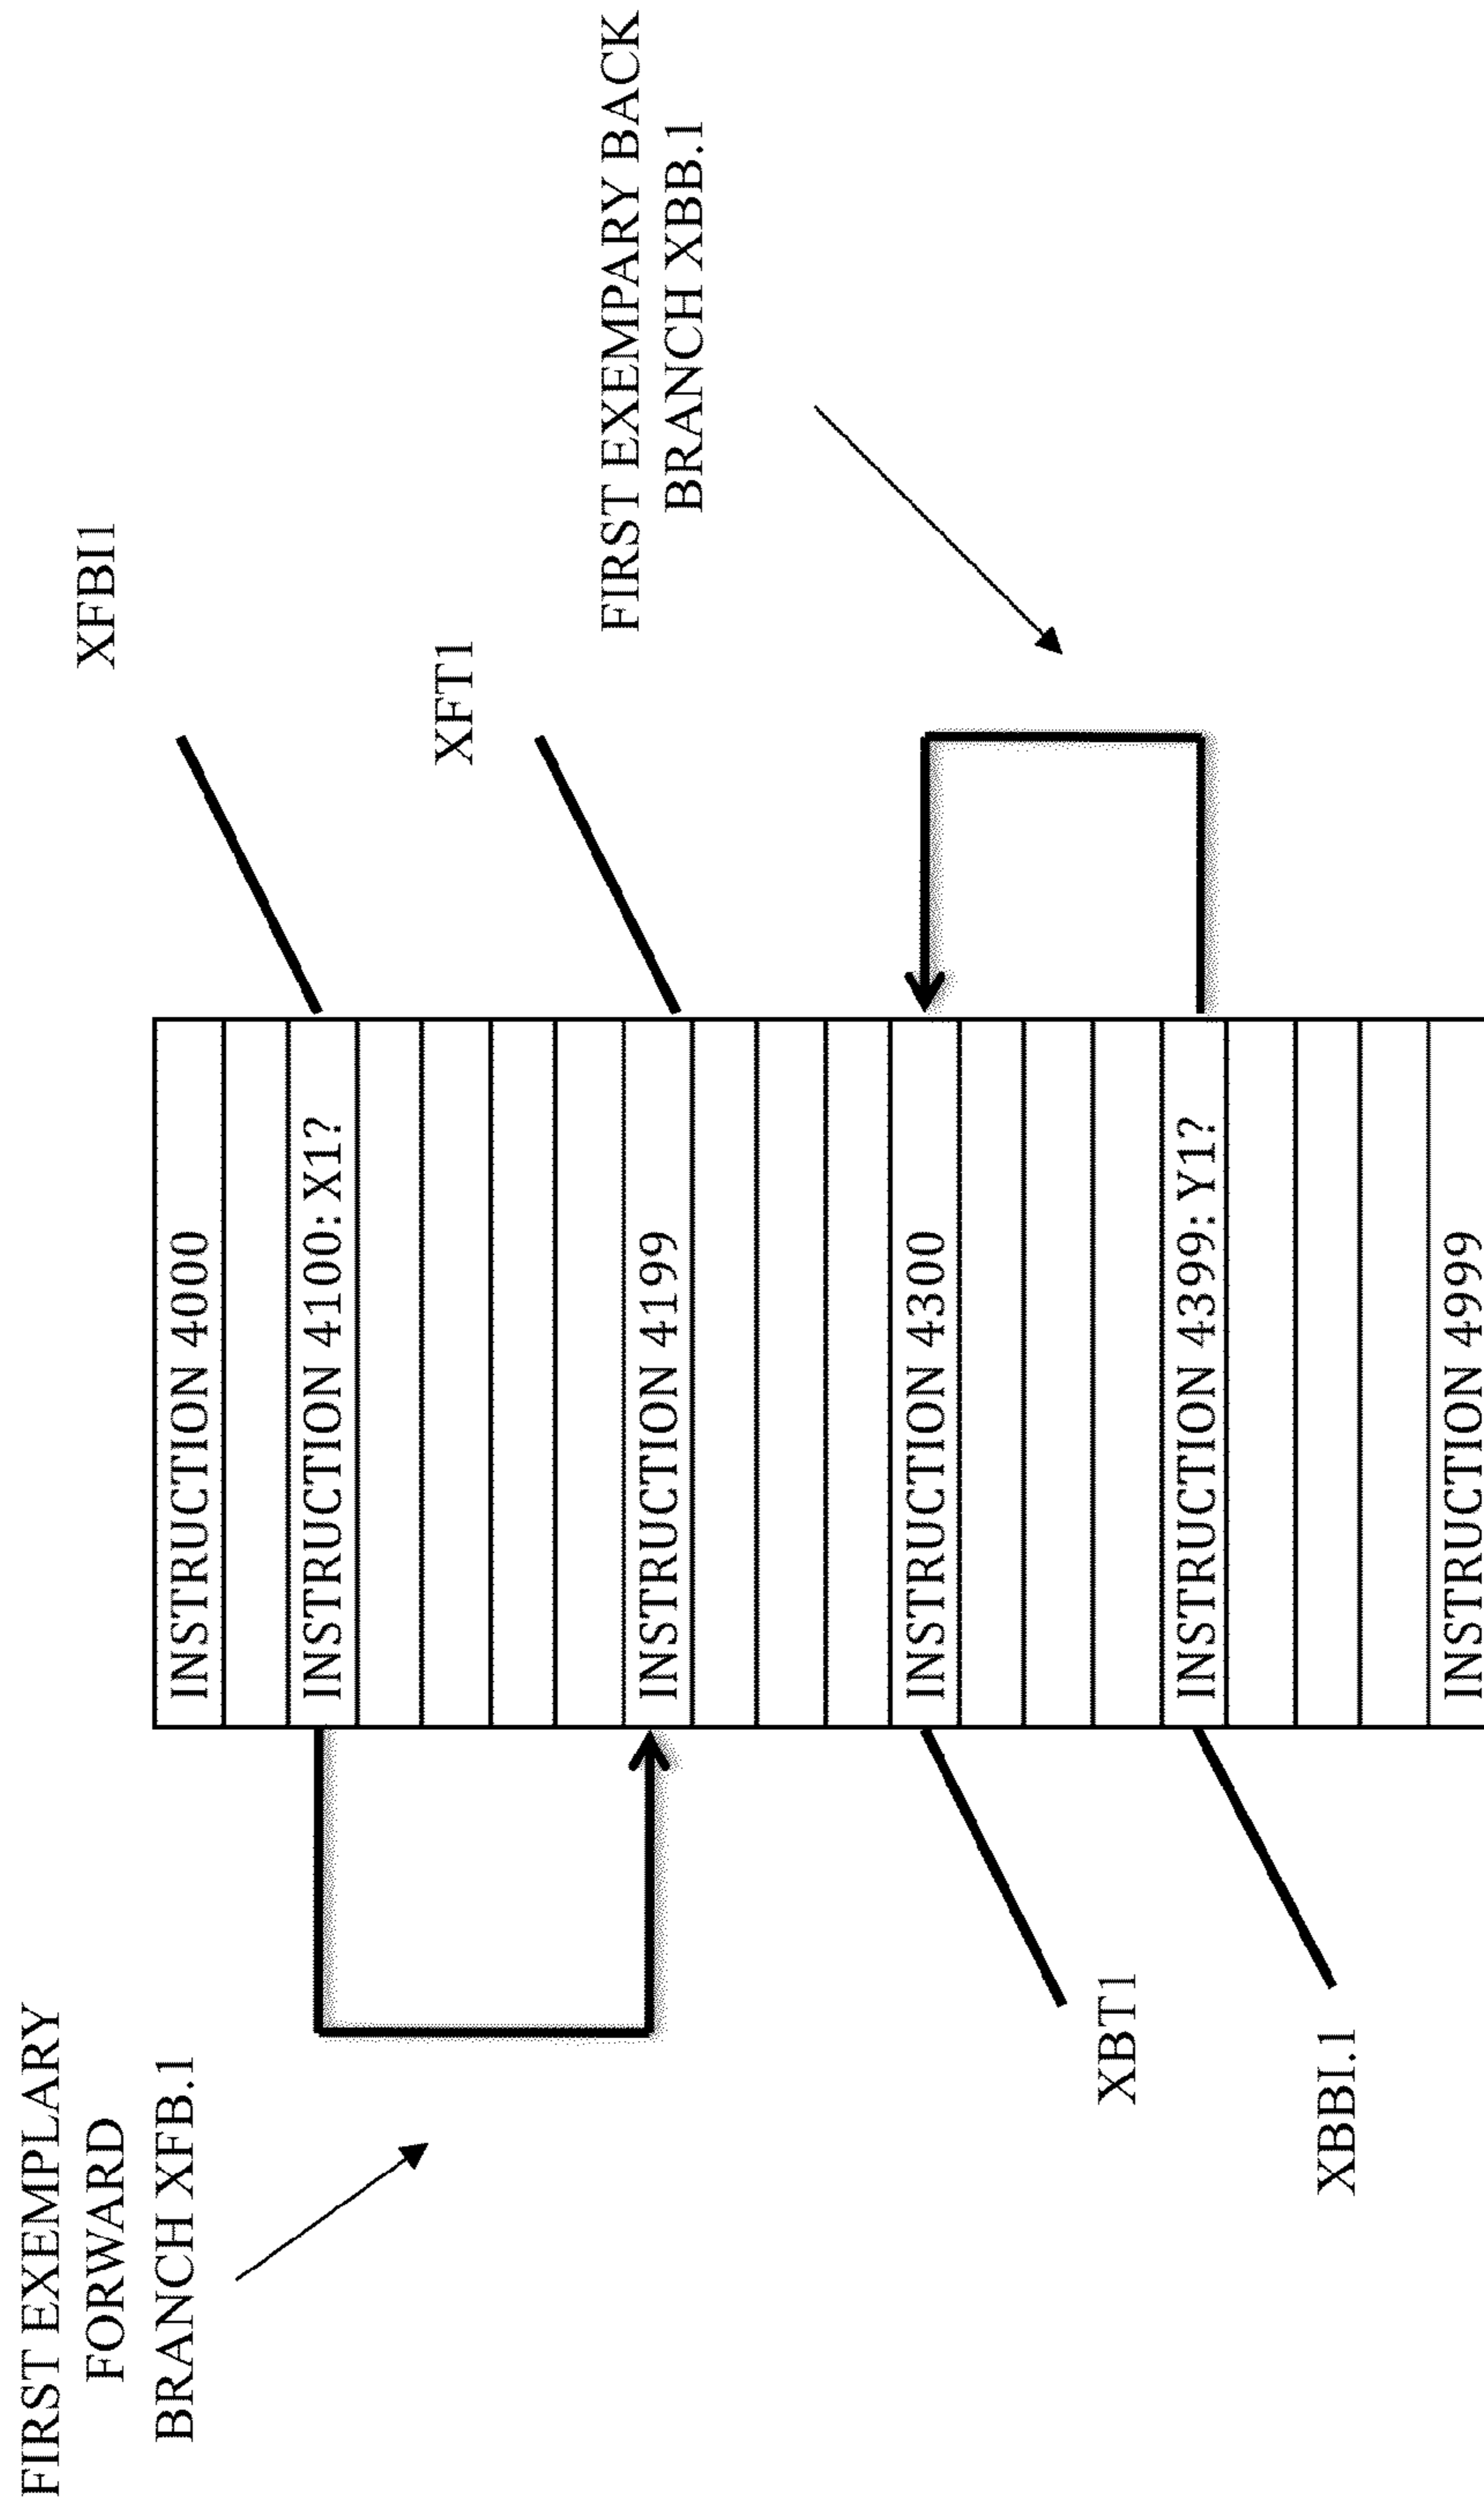 FIRST EXEMPLARY
FORWARD
BRANCH XFB.1
INSTRUCTION 4000
INSTRUCTION 4100: X1?
INSTRUCTION 4199
INSTRUCTION 4300
INSTRUCTION 4399: Y1?
INSTRUCTION 4999
XBT1
XBBI.1
XFBI1
XFT1
FIRST EXEMPARY BACK
BRANCH XBB.1